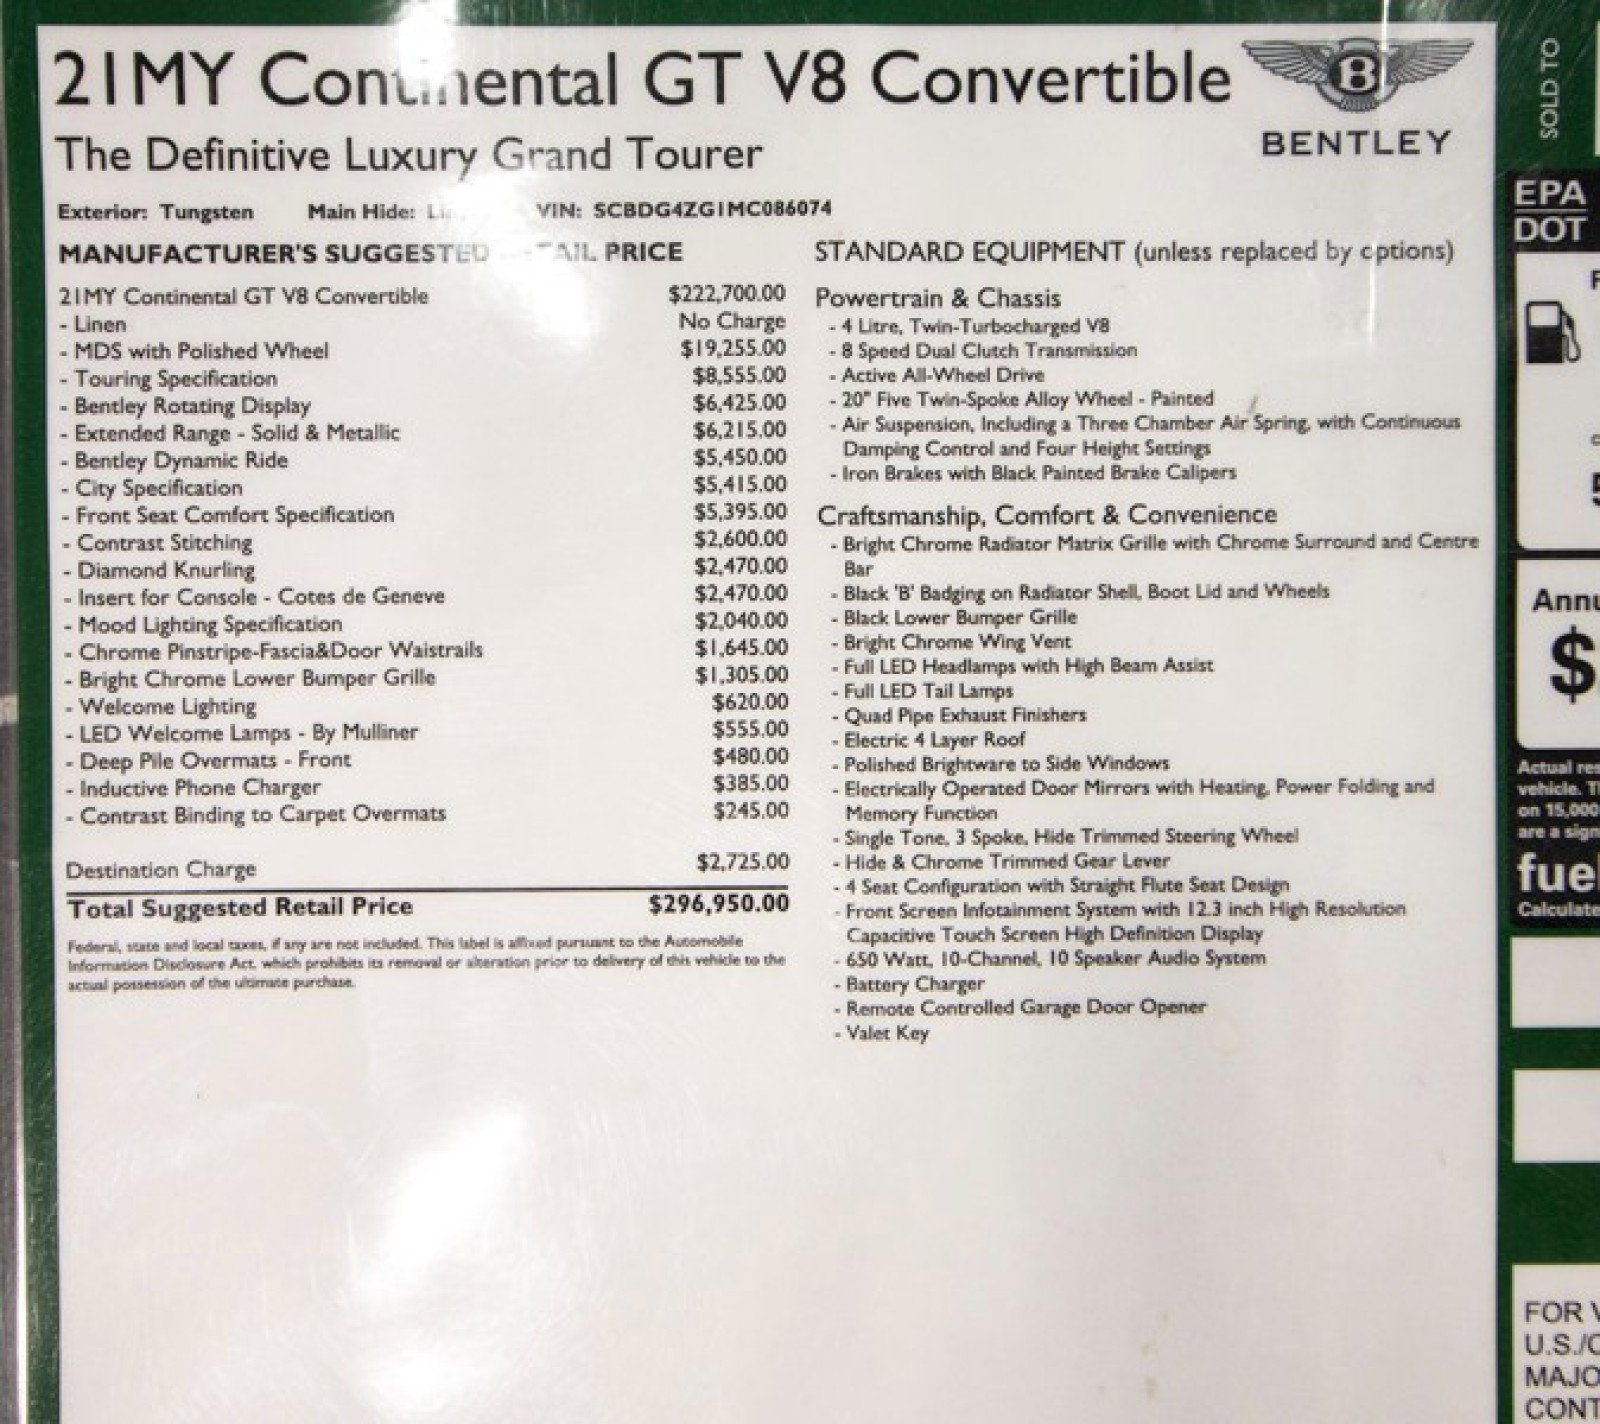 21MY Continental GT V8 Convertible
BENTLEY
The Definitive Luxury Grand Tourer
Exterior: Tungsten Main Hide: VIN: SCBDG4ZG1MC086074
MANUFACTURER'S SUGGESTED PRICE
21MY Continental GT V8 Convertible $222,700.00
- Linen No Charge
- MDS with Polished Wheel $19,255.00
- Touring Specification $8,555.00
- Bentley Rotating Display $6,425.00
- Extended Range - Solid & Metallic $6,215.00
- Bentley Dynamic Ride $5,450.00
- City Specification $5,415.00
- Front Seat Comfort Specification $5,395.00
- Contrast Stitching $2,600.00
- Diamond Knurling $2,470.00
- Insert for Console - Cotes de Geneve $2,470.00
- Mood Lighting Specification $2,040.00
- Chrome Pinstripe-Fascia&Door Waistrails $1,645.00
- Bright Chrome Lower Bumper Grille $1,305.00
- Welcome Lighting $620.00
- LED Welcome Lamps - By Mulliner $555.00
- Deep Pile Overmats - Front $480.00
- Inductive Phone Charger $385.00
- Contrast Binding to Carpet Overmats $245.00
Destination Charge $2,725.00
Total Suggested Retail Price $296,950.00
Federal, state and local taxes, if any are not included. This label is affixed pursuant to the Automobile
Information Disclosure Act, which prohibits its removal or alteration prior to delivery of this vehicle to the
actual possession of the ultimate purchase.
STANDARD EQUIPMENT (unless replaced by options)
Powertrain & Chassis
- 4 Litre, Twin-Turbocharged V8
- 8 Speed Dual Clutch Transmission
- Active All-Wheel Drive
- 20" Five Twin-Spoke Alloy Wheel - Painted
- Air Suspension, Including a Three Chamber Air Spring, with Continuous
Damping Control and Four Height Settings
- Iron Brakes with Black Painted Brake Calipers
Craftsmanship, Comfort & Convenience
- Bright Chrome Radiator Matrix Grille with Chrome Surround and Centre
Bar
- Black 'B' Badging on Radiator Shell, Boot Lid and Wheels
- Black Lower Bumper Grille
- Bright Chrome Wing Vent
- Full LED Headlamps with High Beam Assist
- Full LED Tail Lamps
- Quad Pipe Exhaust Finishers
- Electric 4 Layer Roof
- Polished Brightware to Side Windows
- Electrically Operated Door Mirrors with Heating, Power Folding and
Memory Function
- Single Tone, 3 Spoke, Hide Trimmed Steering Wheel
- Hide & Chrome Trimmed Gear Lever
- 4 Seat Configuration with Straight Flute Seat Design
- Front Screen Infotainment System with 12.3 inch High Resolution
Capacitive Touch Screen High Definition Display
- 650 Watt, 10-Channel, 10 Speaker Audio System
- Battery Charger
- Remote Controlled Garage Door Opener
- Valet Key
SOLD TO
EPA
DOT
$
Actual
vehicle.
on 15,000
are a
fuel
FOR
U.S./